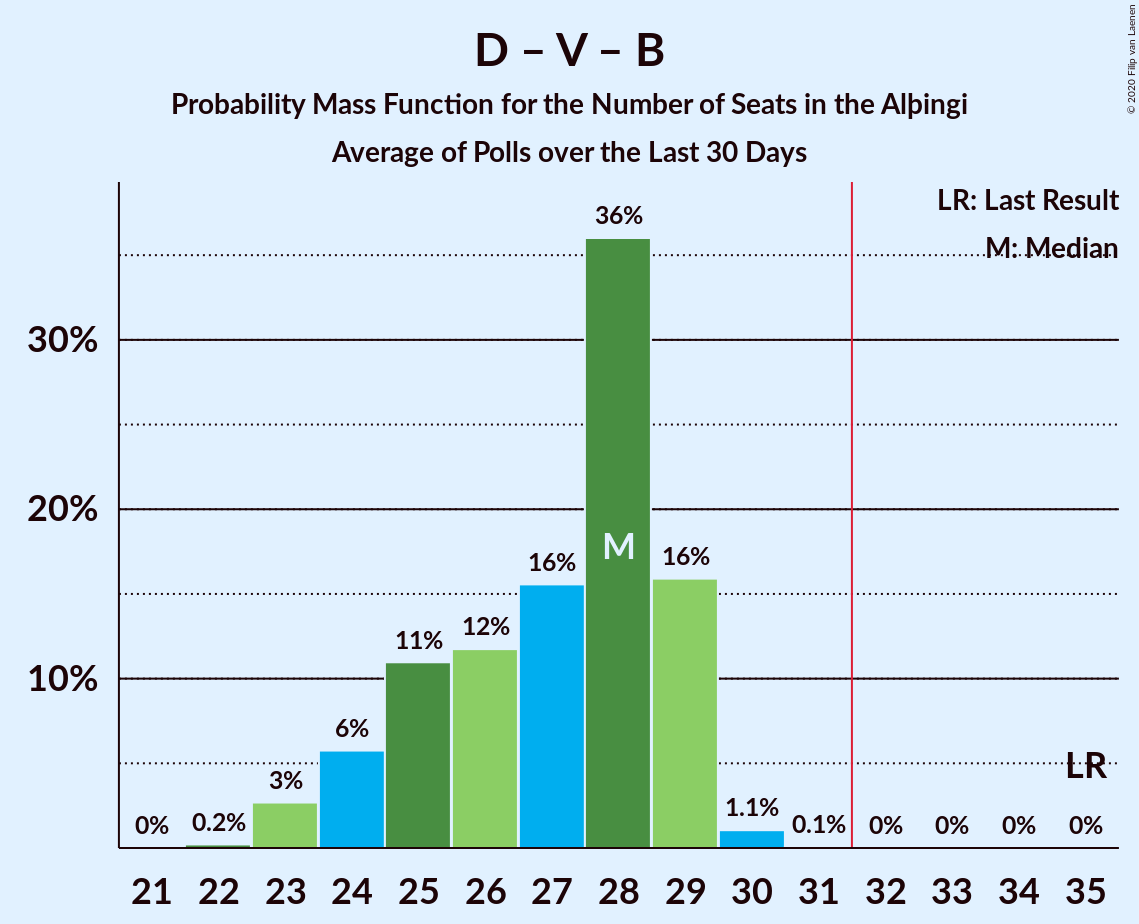 D – V – B
Probability Mass Function for the Number of Seats in the Alþingi
Average of Polls over the Last 30 Days
© 2020 Filip van Laenen
LR: Last Result
M: Median
36%
30%
20%
10%
M
16%
16%
12%
11%
6%
3%
0%
0.2%
1.1%
0.1%
LR
0%
0%
0%
0%
21 22 23 24 25 26 27 28 29 30 31 32 33 34 35